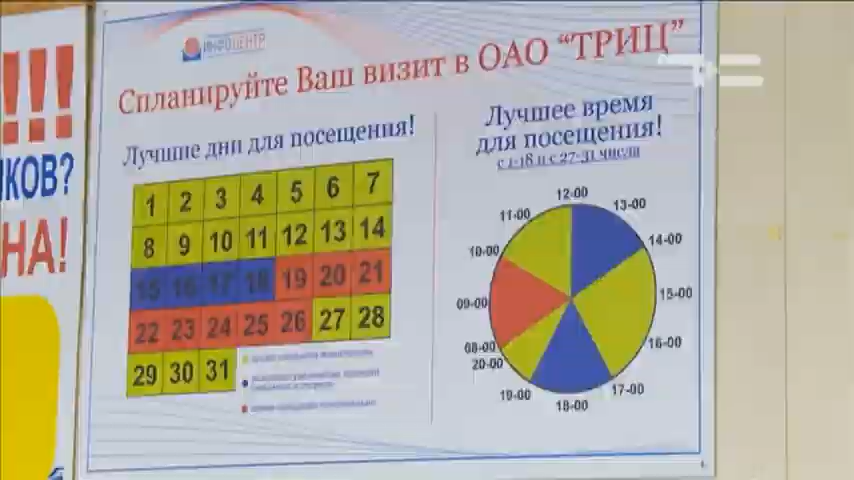 !!!
КОВ?
НА!
ИНФОЦЕНТР
Спланируйте Ваш визит в ОАО "ТРИЦ"
Лучшие дни для посещения!
1 2 3 4 5 6 7
8 9 10 11 12 13 14
15 16 17 18 19 20 21
22 23 24 25 26 27 28
29 30 31
Лучшее время
для посещения!
с 1-18 и с 27-31 числа
12-00
13-00
14-00
15-00
16-00
17-00
18-00
19-00
20-00
08-00
09-00
10-00
11-00